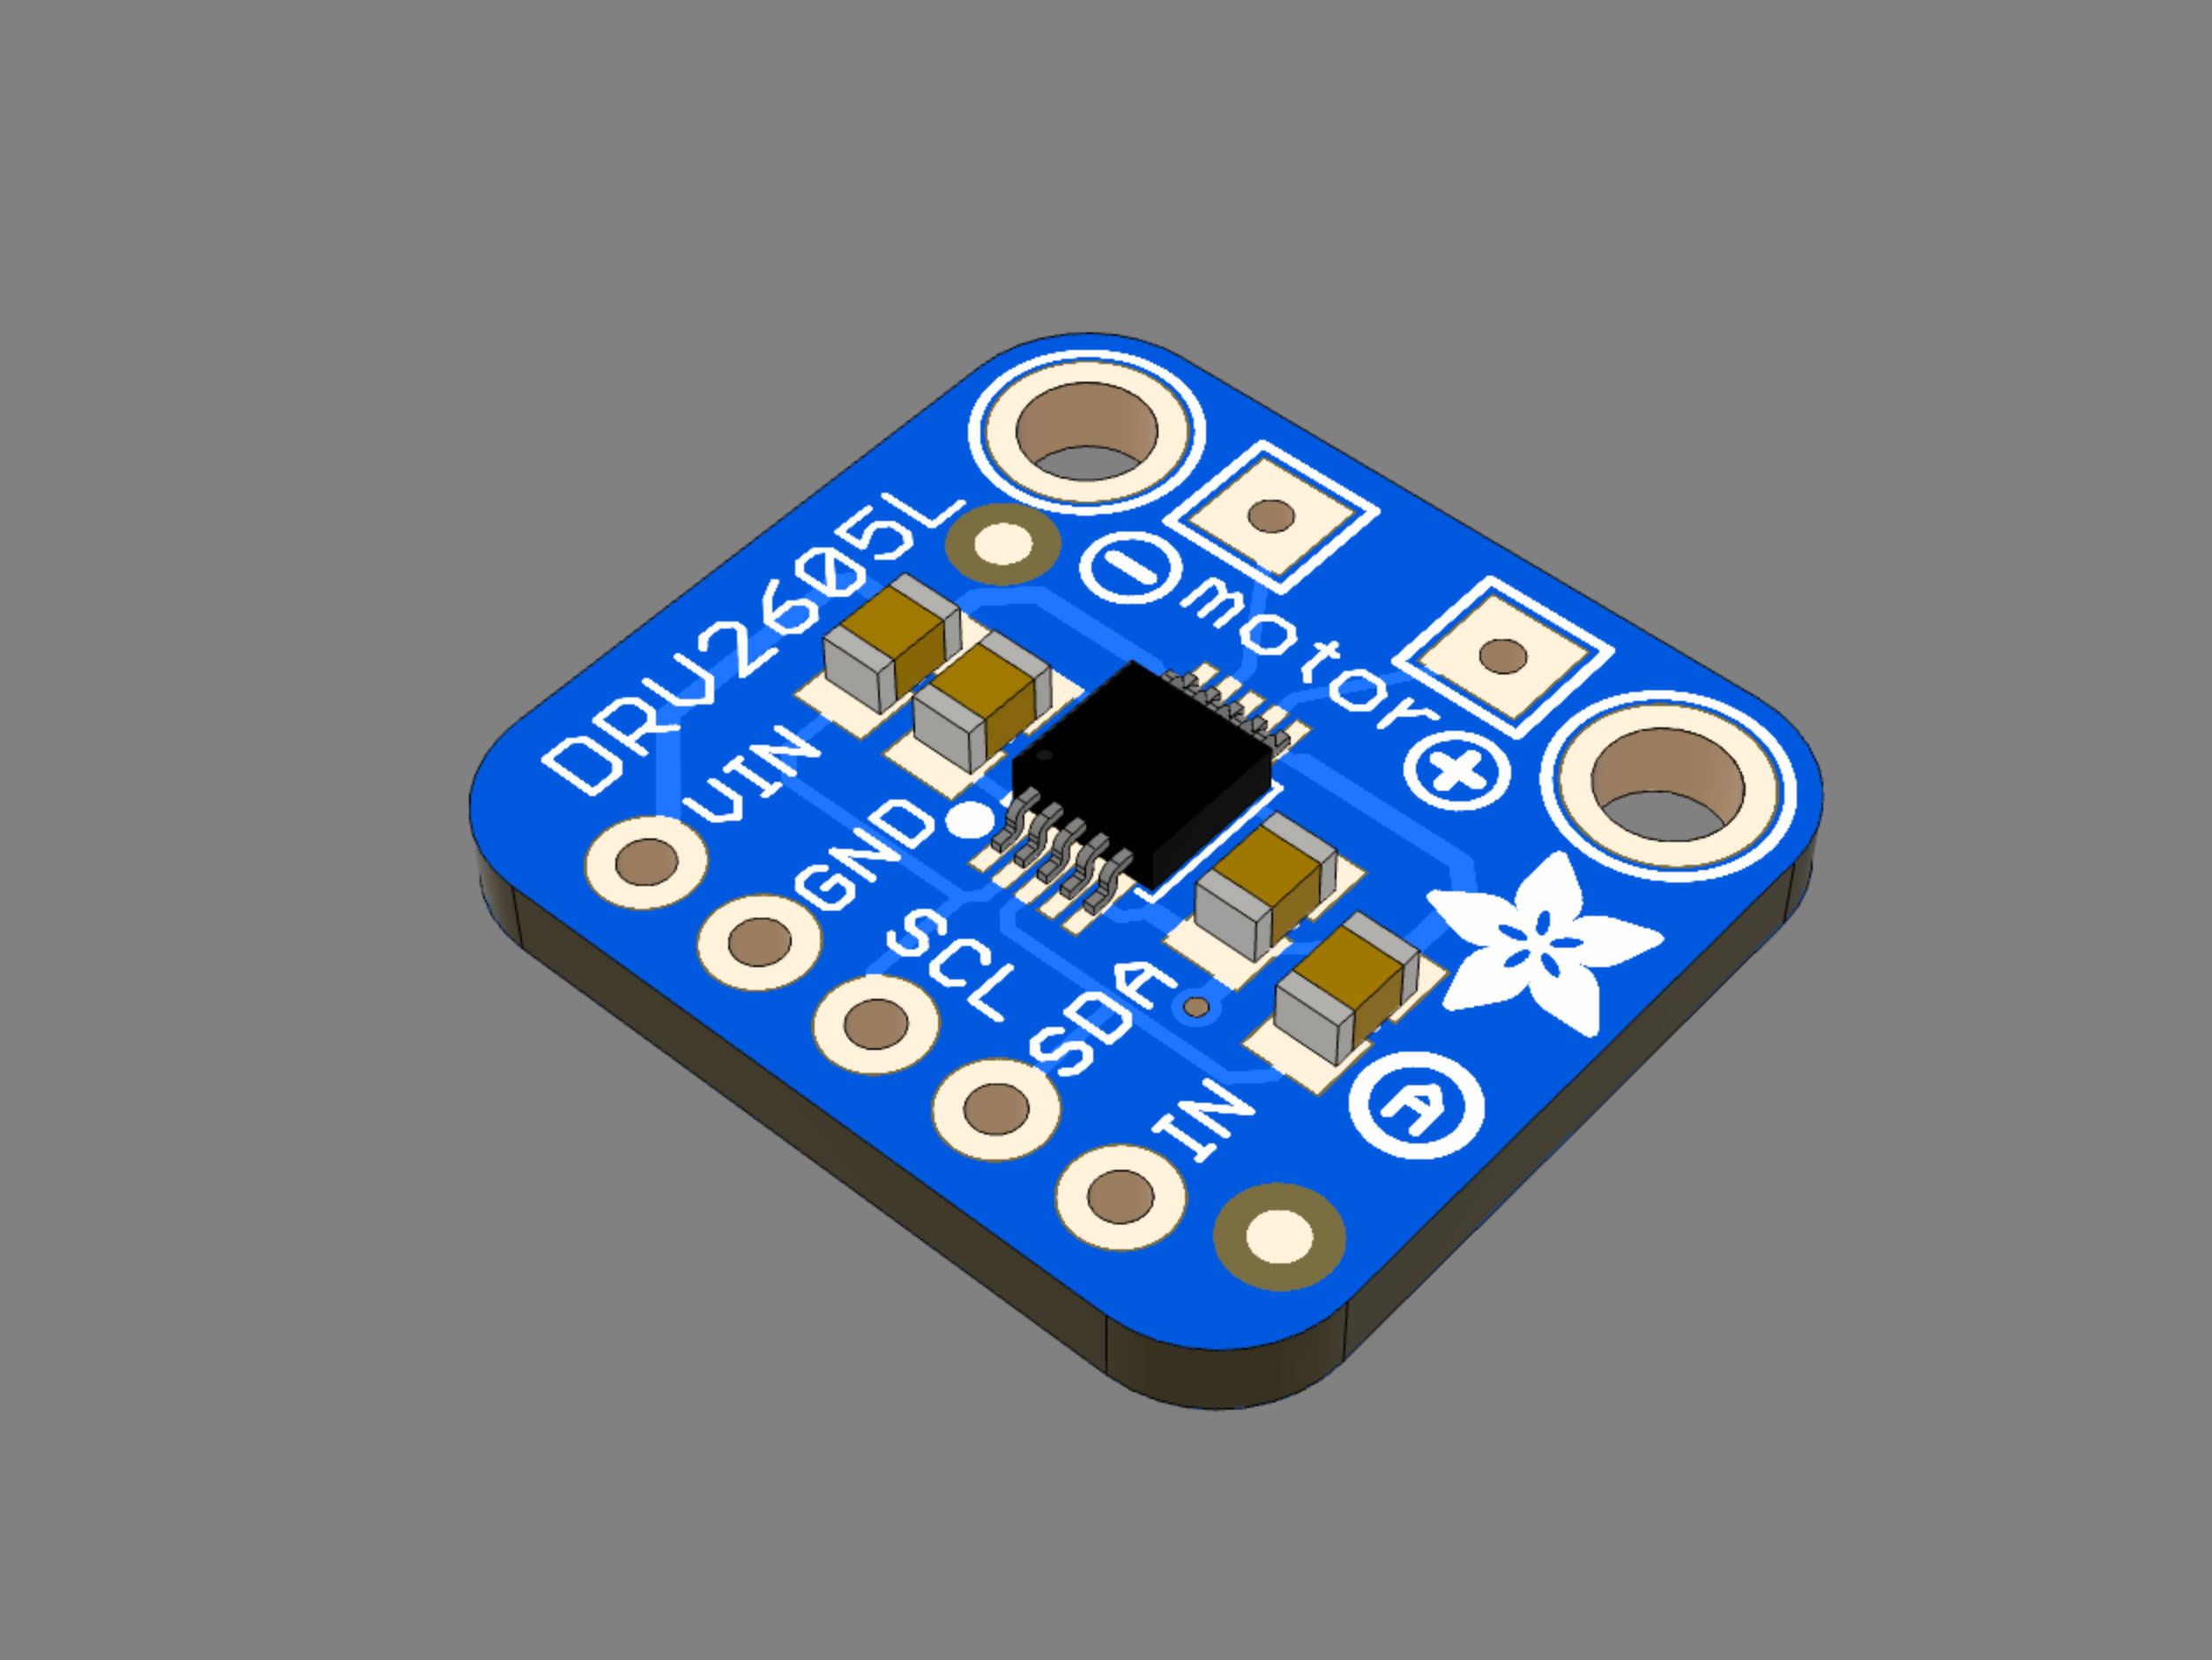 DRV2605L
motor
VIN
GND
SCL
SDA
IN
A